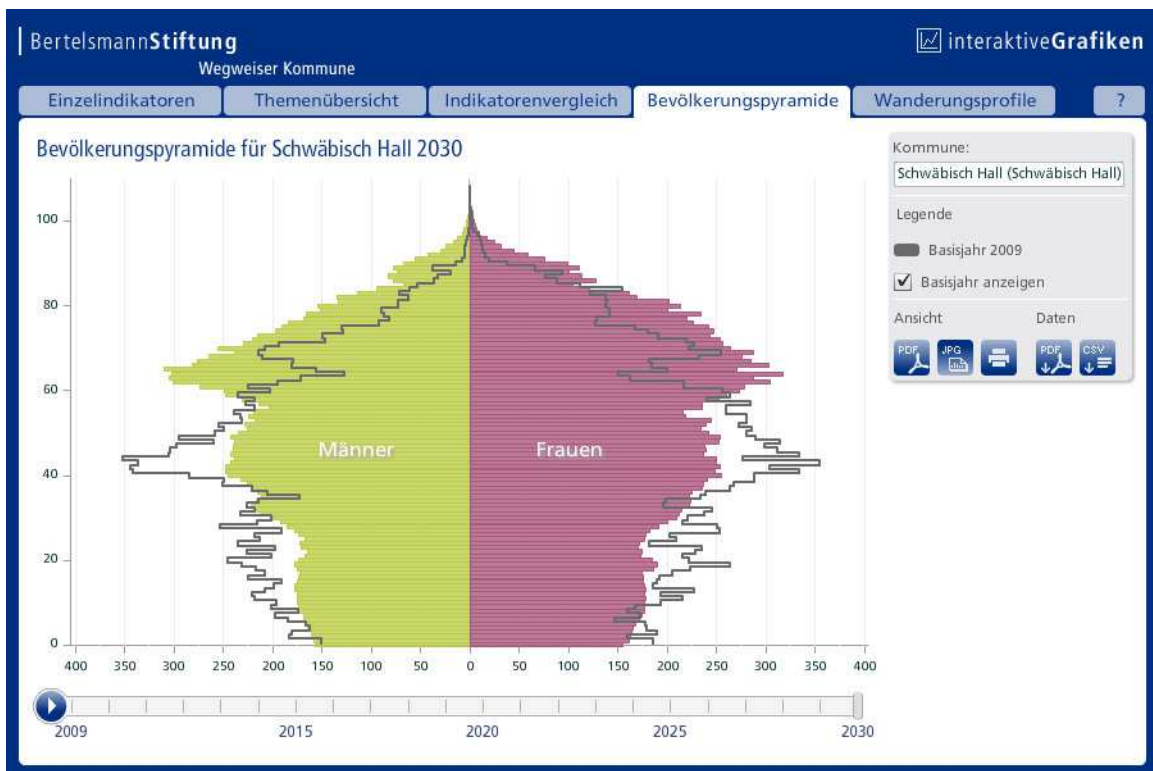 BertelsmannStiftung
interaktiveGrafiken
Wegweiser Kommune
Einzelindikatoren
Themenübersicht
Indikatorenvergleich
Bevölkerungspyramide
Wanderungsprofile
?
Bevölkerungspyramide für Schwäbisch Hall 2030
Kommune:
Schwäbisch Hall (Schwäbisch Hall)
Legende
Basisjahr 2009
Basisjahr anzeigen
Ansicht
Daten
PDF
JPG
PDF
CSV
100
80
60
40
20
0
Männer
Frauen
400 350 300 250 200 150 100 50 0 50 100 150 200 250 300 350 400
2009 2015 2020 2025 2030